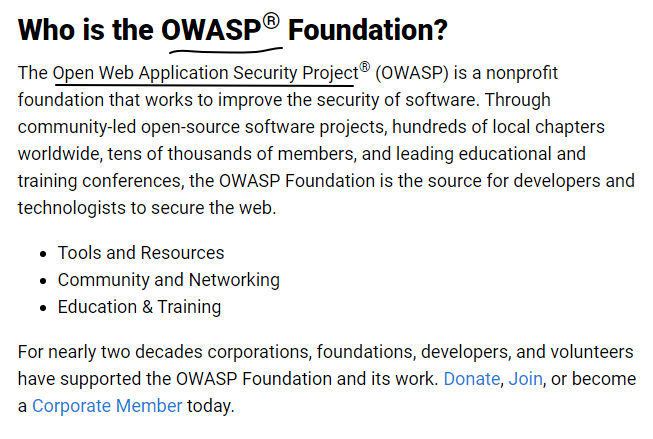 Who is the OWASP® Foundation?
The Open Web Application Security Project® (OWASP) is a nonprofit
foundation that works to improve the security of software. Through
community-led open-source software projects, hundreds of local chapters
worldwide, tens of thousands of members, and leading educational and
training conferences, the OWASP Foundation is the source for developers and
technologists to secure the web.
• Tools and Resources
• Community and Networking
• Education & Training
For nearly two decades corporations, foundations, developers, and volunteers
have supported the OWASP Foundation and its work. Donate, Join, or become
a Corporate Member today.